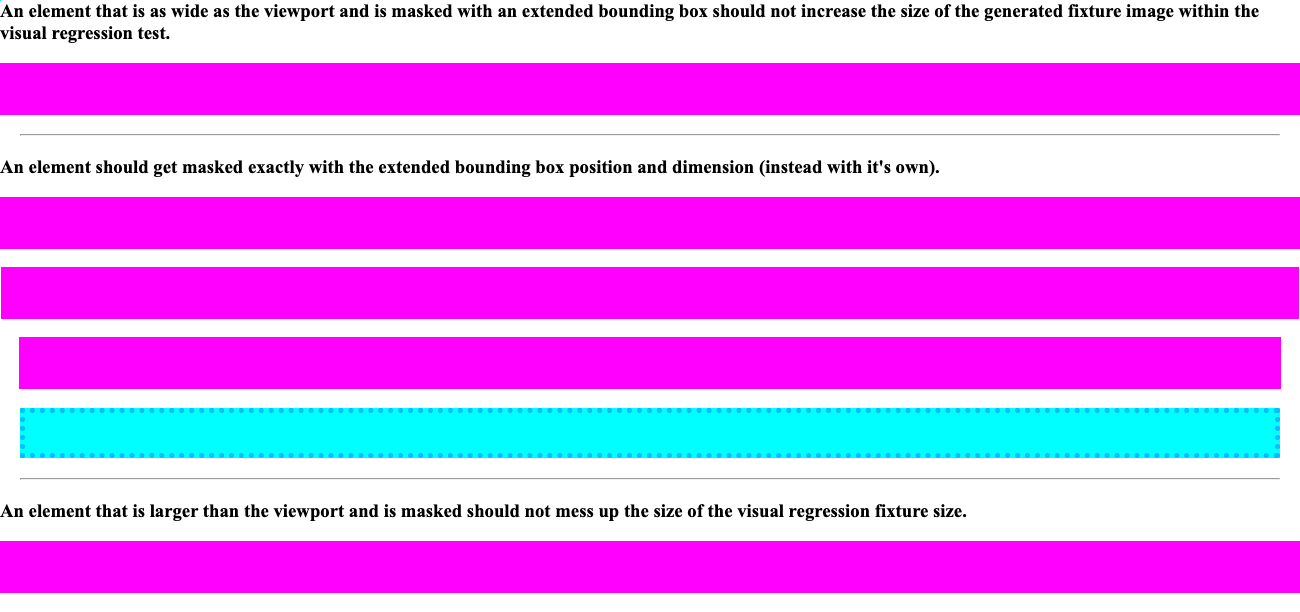 An element that is as wide as the viewport and is masked with an extended bounding box should not increase the size of the generated fixture image within the
visual regression test.
An element should get masked exactly with the extended bounding box position and dimension (instead with it's own).
An element that is larger than the viewport and is masked should not mess up the size of the visual regression fixture size.